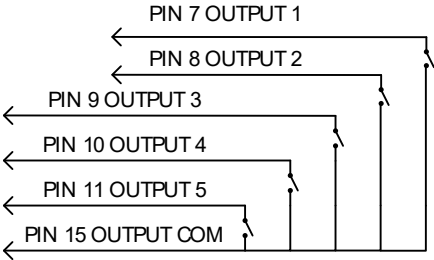 PIN 7 OUTPUT 1
PIN 8 OUTPUT 2
PIN 9 OUTPUT 3
PIN 10 OUTPUT 4
PIN 11 OUTPUT 5
PIN 15 OUTPUT COM